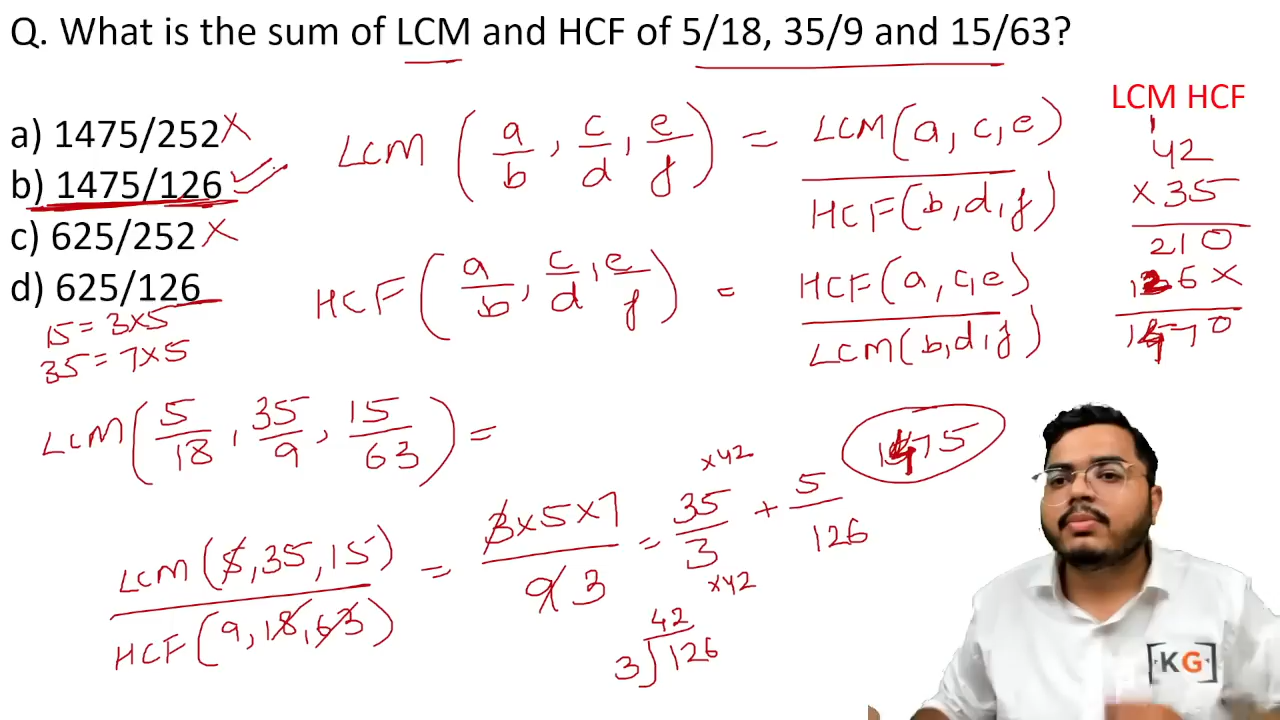 Q. What is the sum of LCM and HCF of 5/18, 35/9 and 15/63?
LCM HCF
a) 1475/252 X
b) 1475/126
c) 625/252 X
d) 625/126
15 = 3×5
35 = 7×5
LCM (a/b, c/d, e/f) = LCM(a, c, e) / HCF(b, d, f)
HCF (a/b, c/d, e/f) = HCF(a, c, e) / LCM(b, d, f)
1
42
×35
210
126×
1470
LCM (5/18, 35/9, 15/63) =
LCM(5, 35, 15) / HCF(9, 18, 63) = 3×5×7 / 9 3 = 35/3 + 5/126
×42
×42
1475
42
3 126
[KG]